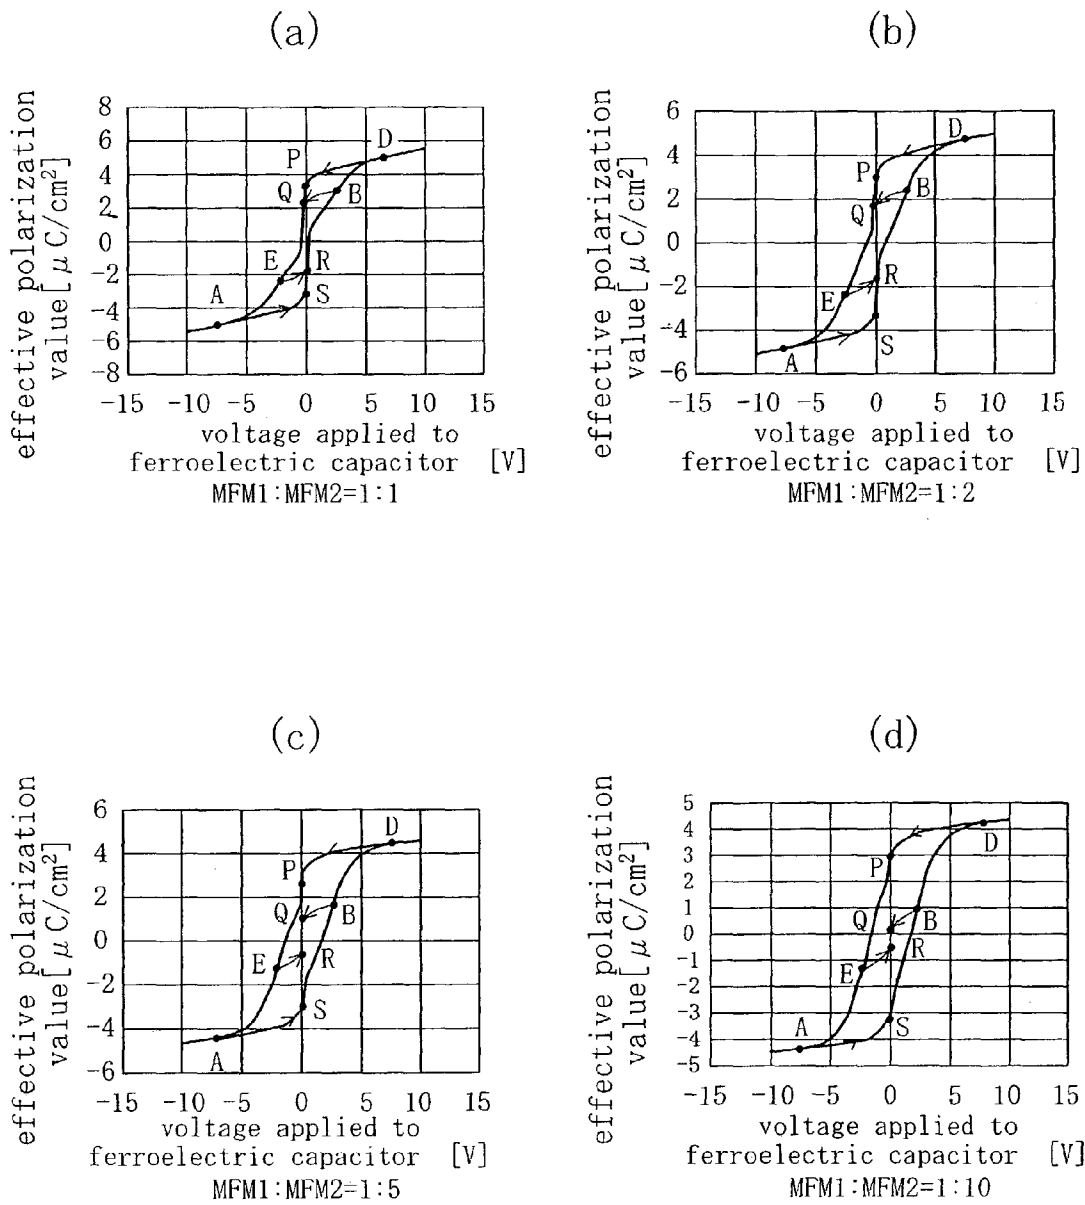 (a)
effective polarization
value[μC/cm²]
8
6
4
2
0
-2
-4
-6
-8
D
P
Q
B
E
R
A
S
-15 -10 -5 0 5 10 15
voltage applied to
ferroelectric capacitor [V]
MFM1:MFM2=1:1
(b)
effective polarization
value[μC/cm²]
6
4
2
0
-2
-4
-6
D
P
B
Q
R
E
S
A
-15 -10 -5 0 5 10 15
voltage applied to
ferroelectric capacitor [V]
MFM1:MFM2=1:2
(c)
effective polarization
value[μC/cm²]
6
4
2
0
-2
-4
-6
D
P
Q
B
E
R
S
A
-15 -10 -5 0 5 10 15
voltage applied to
ferroelectric capacitor [V]
MFM1:MFM2=1:5
(d)
effective polarization
value[μC/cm²]
5
4
3
2
1
0
-1
-2
-3
-4
-5
D
P
Q
B
R
E
A
S
-15 -10 -5 0 5 10 15
voltage applied to
ferroelectric capacitor [V]
MFM1:MFM2=1:10